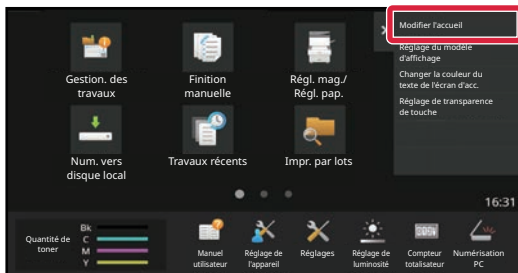 Modifier l'accueil
Réglage du modèle
d'affichage
Changer la couleur du
texte de l'écran d'acc.
Réglage de transparence
de touche
Gestion. des
travaux
Finition
manuelle
Régl. mag./
Régl. pap.
Num. vers
disque local
Travaux récents
Impr. par lots
16:31
Quantité de
toner
Bk
C
M
Y
Manuel
utilisateur
Réglage de
l'appareil
Réglages
Réglage de
luminosité
Compteur
totalisateur
Numérisation
PC